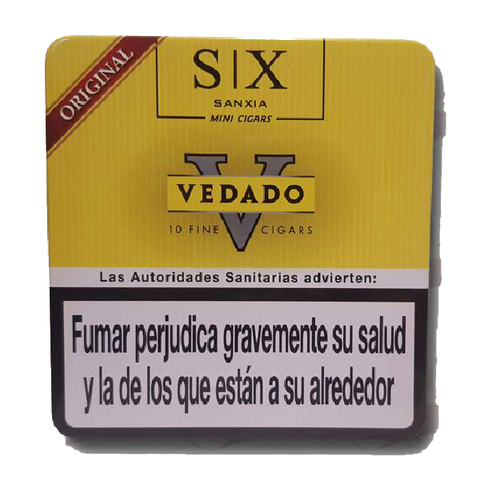 ORIGINAL
S|X
SANXIA
MINI CIGARS
V
VEDADO
10 FINE CIGARS
Las Autoridades Sanitarias advierten:
Fumar perjudica gravemente su salud
y la de los que están a su alrededor